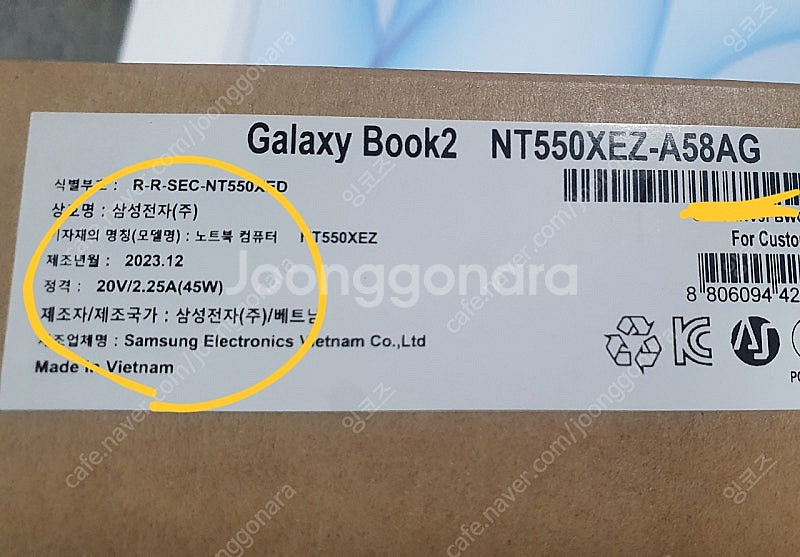 Galaxy Book2 NT550XEZ-A58AG
식별부호 : R-R-SEC-NT550XED
상호명 : 삼성전자(주)
기자재의 명칭(모델명) : 노트북 컴퓨터 NT550XEZ
For Custo
제조년월 : 2023.12
정격 : 20V/2.25A(45W)
Joonggonara
8 806094 42
제조자/제조국가 : 삼성전자(주)/베트남
제조업체명 : Samsung Electronics Vietnam Co.,Ltd
Made in Vietnam
cafe.naver.com/joonggonara
잉코즈